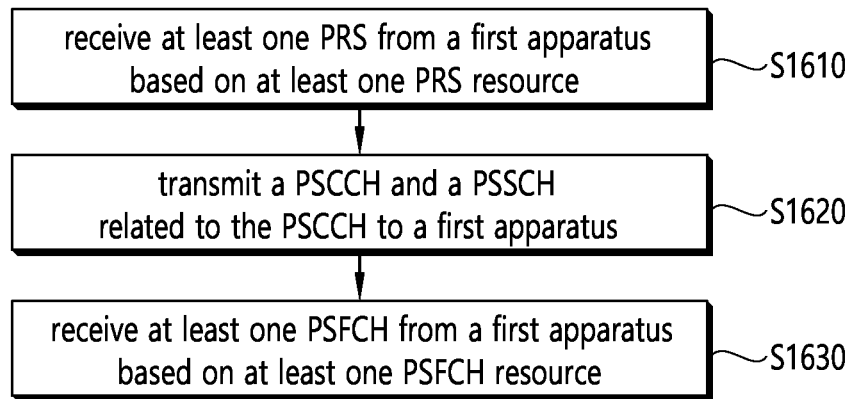 receive at least one PRS from a first apparatus
based on at least one PRS resource
S1610
transmit a PSCCH and a PSSCH
related to the PSCCH to a first apparatus
S1620
receive at least one PSFCH from a first apparatus
based on at least one PSFCH resource
S1630